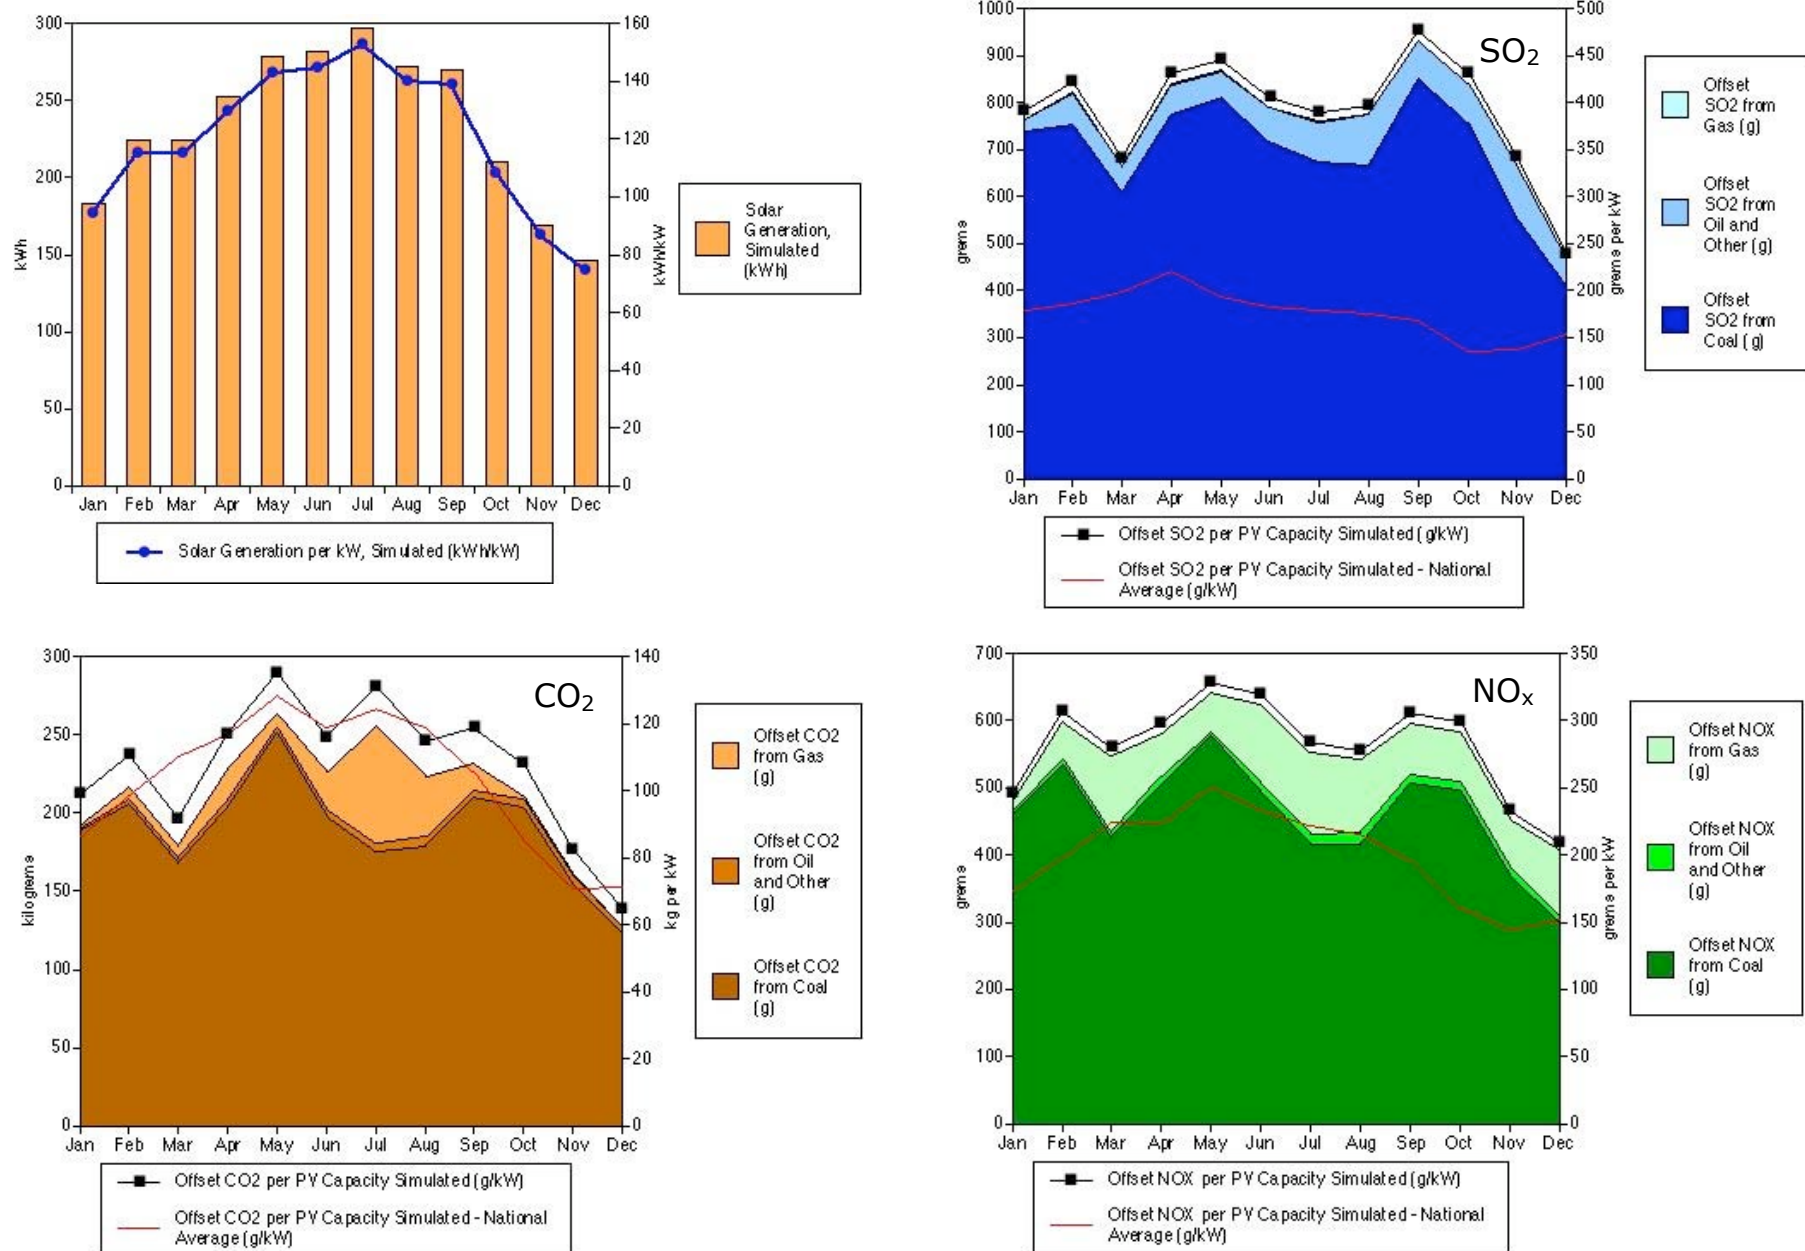 300
250
200
150
100
50
0
kWh
160
140
120
100
80
60
40
20
0
kWh/kW
Jan Feb Mar Apr May Jun Jul Aug Sep Oct Nov Dec
Solar
Generation,
Simulated
(kWh)
Solar Generation per kW, Simulated (kWh/kW)
SO2
1000
900
800
700
600
500
400
300
200
100
0
grams
500
450
400
350
300
250
200
150
100
50
0
grams per kW
Jan Feb Mar Apr May Jun Jul Aug Sep Oct Nov Dec
Offset
SO2 from
Gas (g)
Offset
SO2 from
Oil and
Other (g)
Offset
SO2 from
Coal (g)
Offset SO2 per PV Capacity Simulated (g/kW)
Offset SO2 per PV Capacity Simulated - National
Average (g/kW)
CO2
300
250
200
150
100
50
0
kilograms
140
120
100
80
60
40
20
0
kg per kW
Jan Feb Mar Apr May Jun Jul Aug Sep Oct Nov Dec
Offset CO2
from Gas
(g)
Offset CO2
from Oil
and Other
(g)
Offset CO2
from Coal
(g)
Offset CO2 per PV Capacity Simulated (g/kW)
Offset CO2 per PV Capacity Simulated - National
Average (g/kW)
NOx
700
600
500
400
300
200
100
0
grams
350
300
250
200
150
100
50
0
grams per kW
Jan Feb Mar Apr May Jun Jul Aug Sep Oct Nov Dec
Offset NOX
from Gas
(g)
Offset NOX
from Oil
and Other
(g)
Offset NOX
from Coal
(g)
Offset NOX per PV Capacity Simulated (g/kW)
Offset NOX per PV Capacity Simulated - National
Average (g/kW)